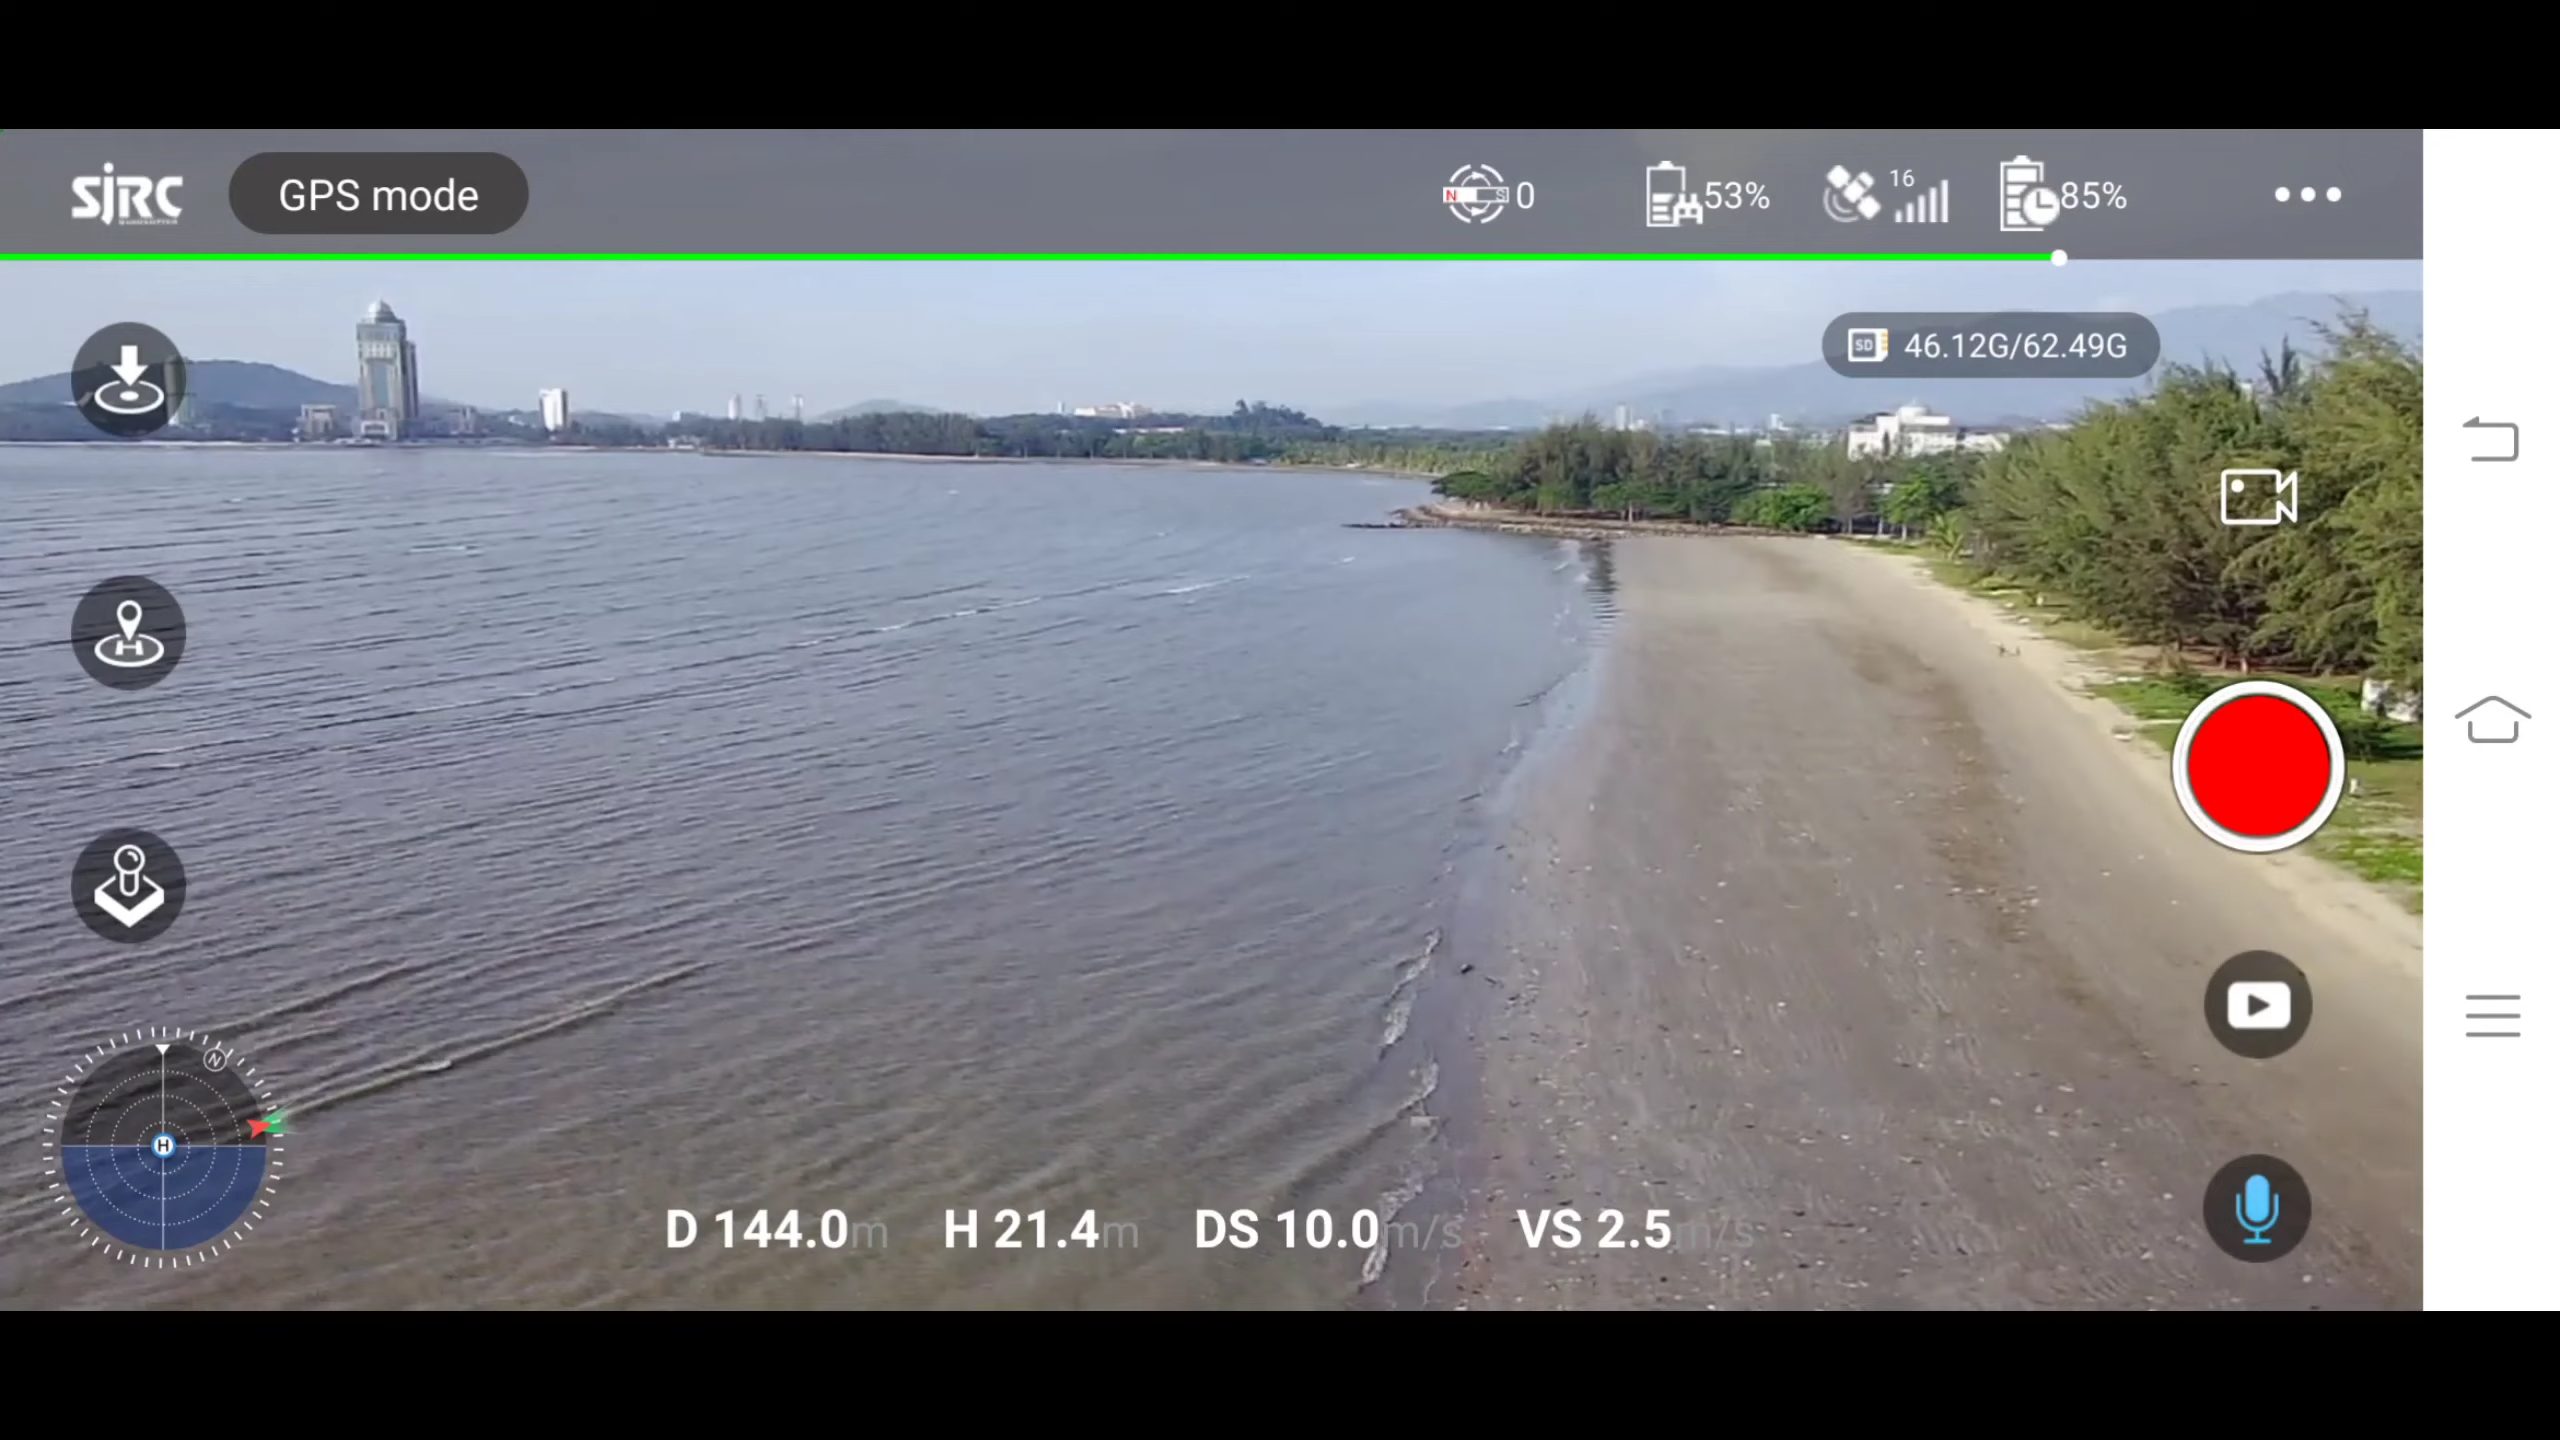 SJRC
GPS mode
N S 0
53%
16
85%
SD 46.12G/62.49G
N
H
H
D 144.0m H 21.4m DS 10.0m/s VS 2.5m/s